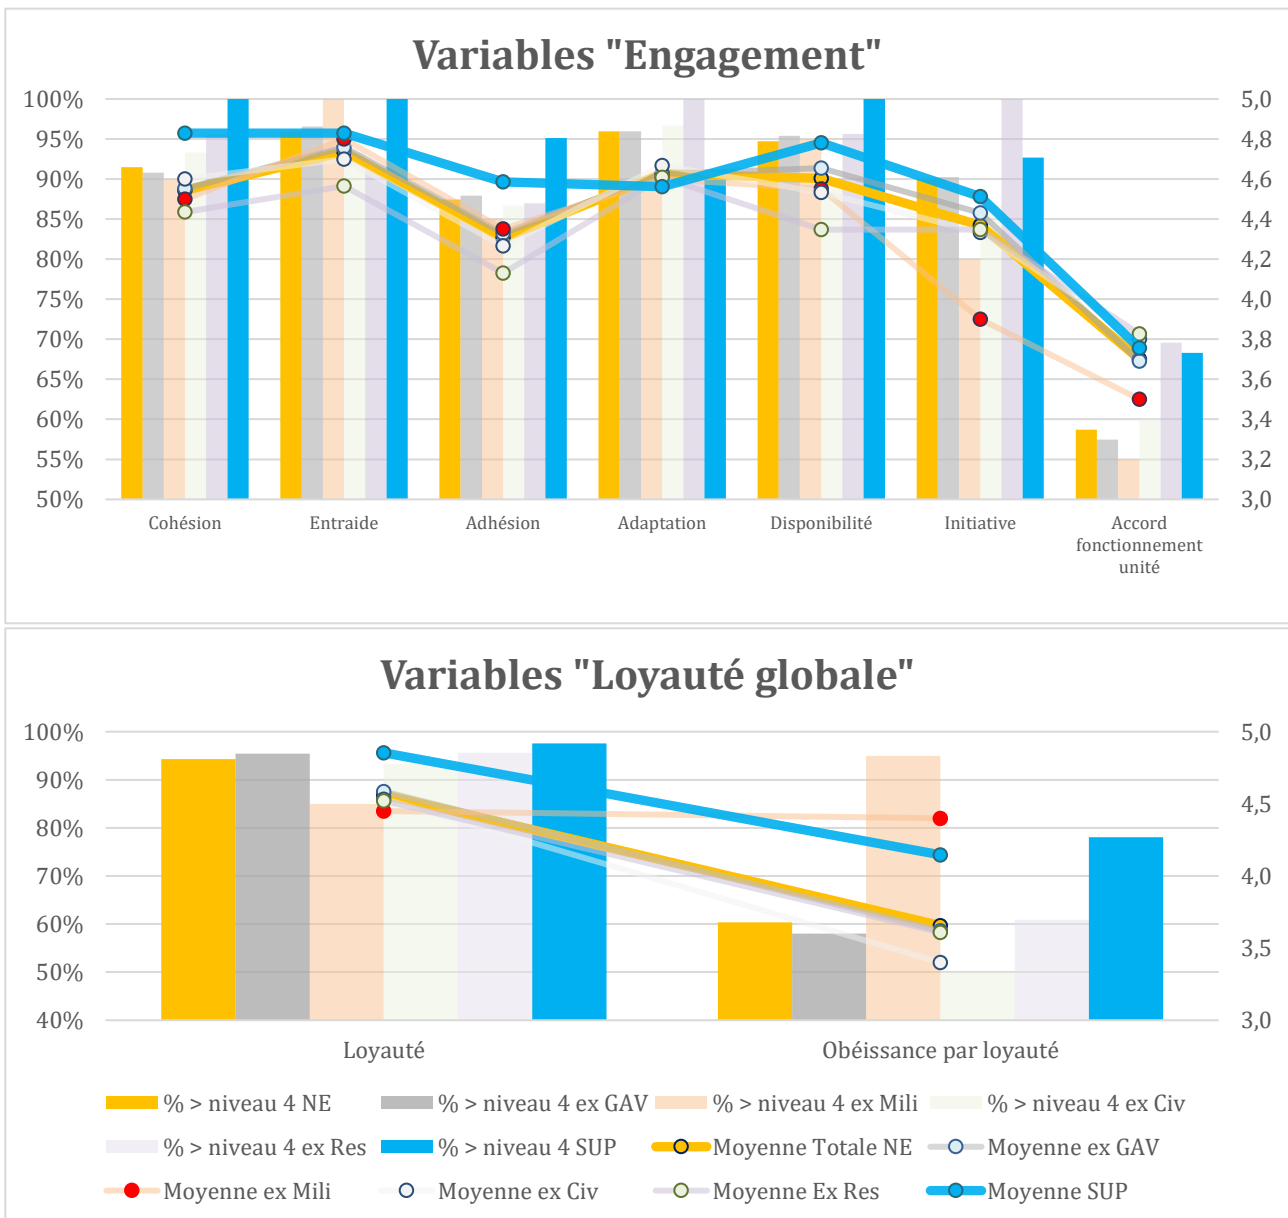 Variables "Engagement"
100%
95%
90%
85%
80%
75%
70%
65%
60%
55%
50%
5,0
4,8
4,6
4,4
4,2
4,0
3,8
3,6
3,4
3,2
3,0
Cohésion
Entraide
Adhésion
Adaptation
Disponibilité
Initiative
Accord
fonctionnement
unité
Variables "Loyauté globale"
100%
90%
80%
70%
60%
50%
40%
5,0
4,5
4,0
3,5
3,0
Loyauté
Obéissance par loyauté
% > niveau 4 NE
% > niveau 4 ex GAV
% > niveau 4 ex Mili
% > niveau 4 ex Civ
% > niveau 4 ex Res
% > niveau 4 SUP
Moyenne Totale NE
Moyenne ex GAV
Moyenne ex Mili
Moyenne ex Civ
Moyenne Ex Res
Moyenne SUP